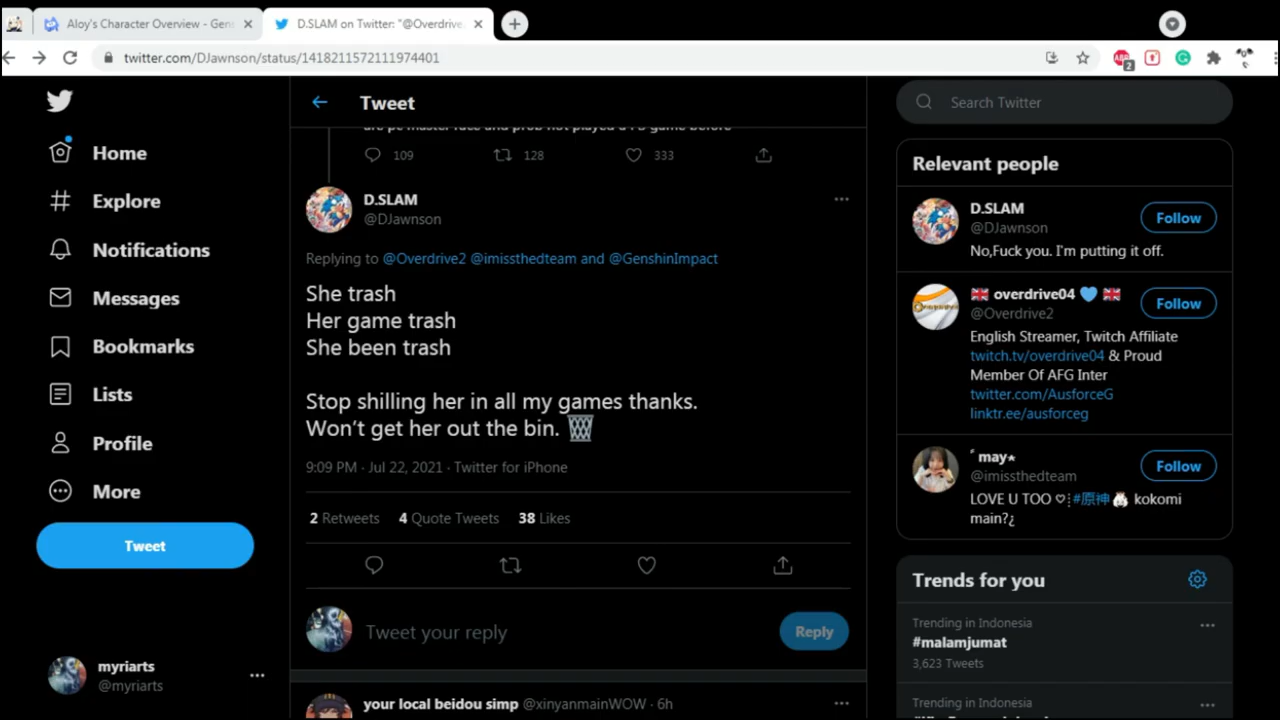 Aloy's Character Overview - Gen
D.SLAM on Twitter: "@Overdrive
twitter.com/DJawnson/status/1418211572111974401
2
Home
Explore
Notifications
Messages
Bookmarks
Lists
Profile
More
Tweet
myriarts
@myriarts
Tweet
109 128 333
D.SLAM
@DJawnson
Replying to @Overdrive2 @imissthedteam and @GenshinImpact
She trash
Her game trash
She been trash
Stop shilling her in all my games thanks.
Won't get her out the bin. 🗑
9:09 PM · Jul 22, 2021 · Twitter for iPhone
2 Retweets 4 Quote Tweets 38 Likes
Tweet your reply
Reply
your local beidou simp @xinyanmainWOW · 6h
Search Twitter
Relevant people
D.SLAM
@DJawnson
Follow
No,Fuck you. I'm putting it off.
🇬🇧 overdrive04 💙 🇬🇧
@Overdrive2
Follow
English Streamer, Twitch Affiliate
twitch.tv/overdrive04 & Proud
Member Of AFG Inter
twitter.com/AusforceG
linktr.ee/ausforceg
may⋆
@imissthedteam
Follow
LOVE U TOO ♡ ⁝ #原神 🐹 kokomi
main?¿
Trends for you
Trending in Indonesia
#malamjumat
3,623 Tweets
Trending in Indonesia